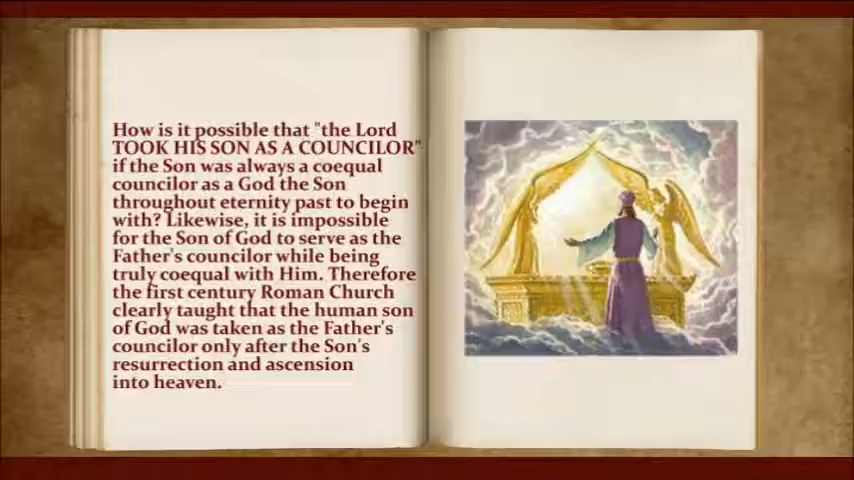 How is it possible that "the Lord
TOOK HIS SON AS A COUNCILOR"
if the Son was always a coequal
councilor as a God the Son
throughout eternity past to begin
with? Likewise, it is impossible
for the Son of God to serve as the
Father's councilor while being
truly coequal with Him. Therefore
the first century Roman Church
clearly taught that the human son
of God was taken as the Father's
councilor only after the Son's
resurrection and ascension
into heaven.